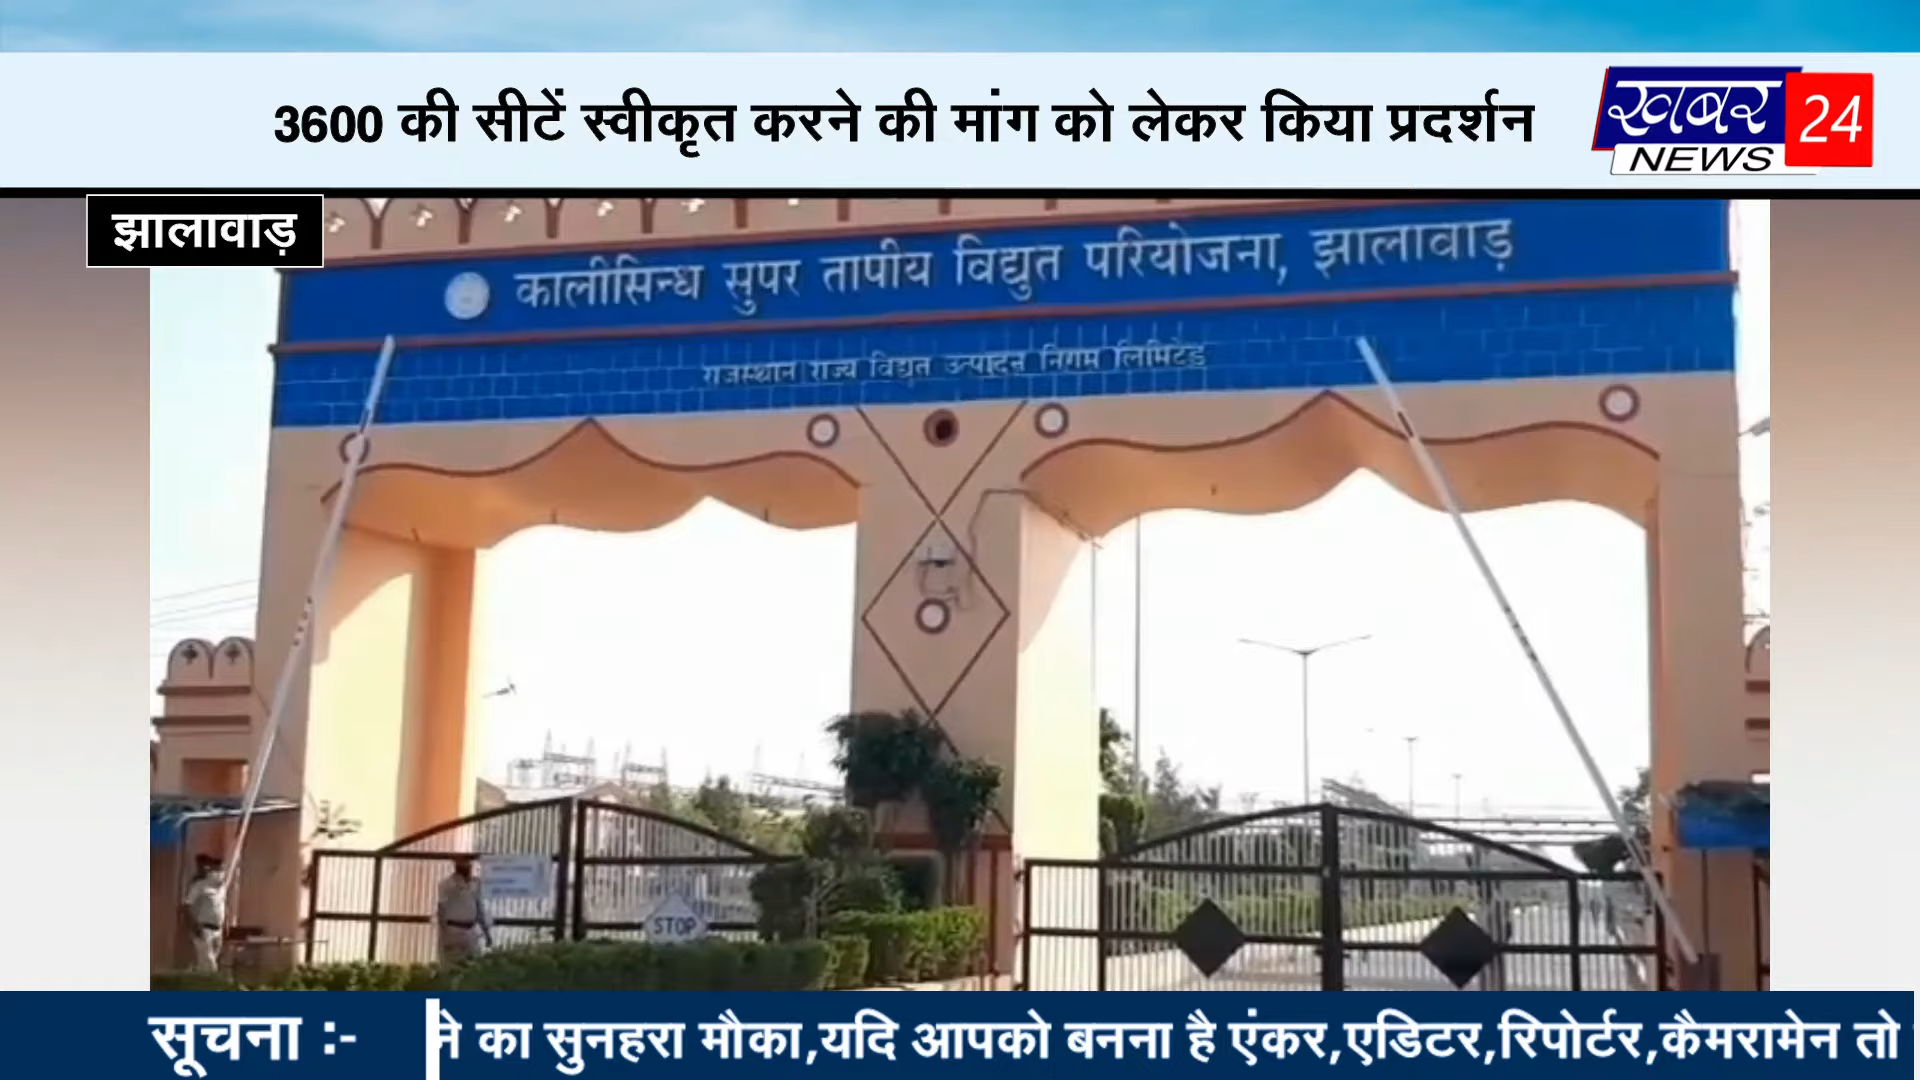 3600 की सीटें स्वीकृत करने की मांग को लेकर किया प्रदर्शन
खबर 24
NEWS
झालावाड़
कालीसिन्ध सुपर तापीय विद्युत परियोजना, झालावाड़
राजस्थान राज्य विद्युत उत्पादन निगम लिमिटेड
STOP
सूचना :-
का सुनहरा मौका,यदि आपको बनना है एंकर,एडिटर,रिपोर्टर,कैमरामेन तो